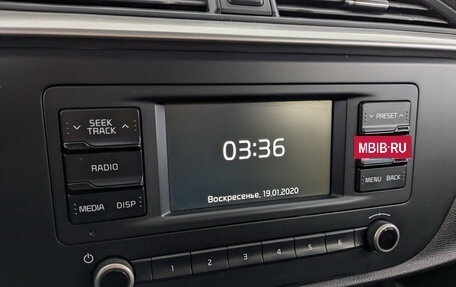 SEEK
TRACK
PRESET
03:36
MBIB·RU
RADIO
MENU BACK
MEDIA DISP
Воскресенье, 19.01.2020
1 2 3 4 5 6